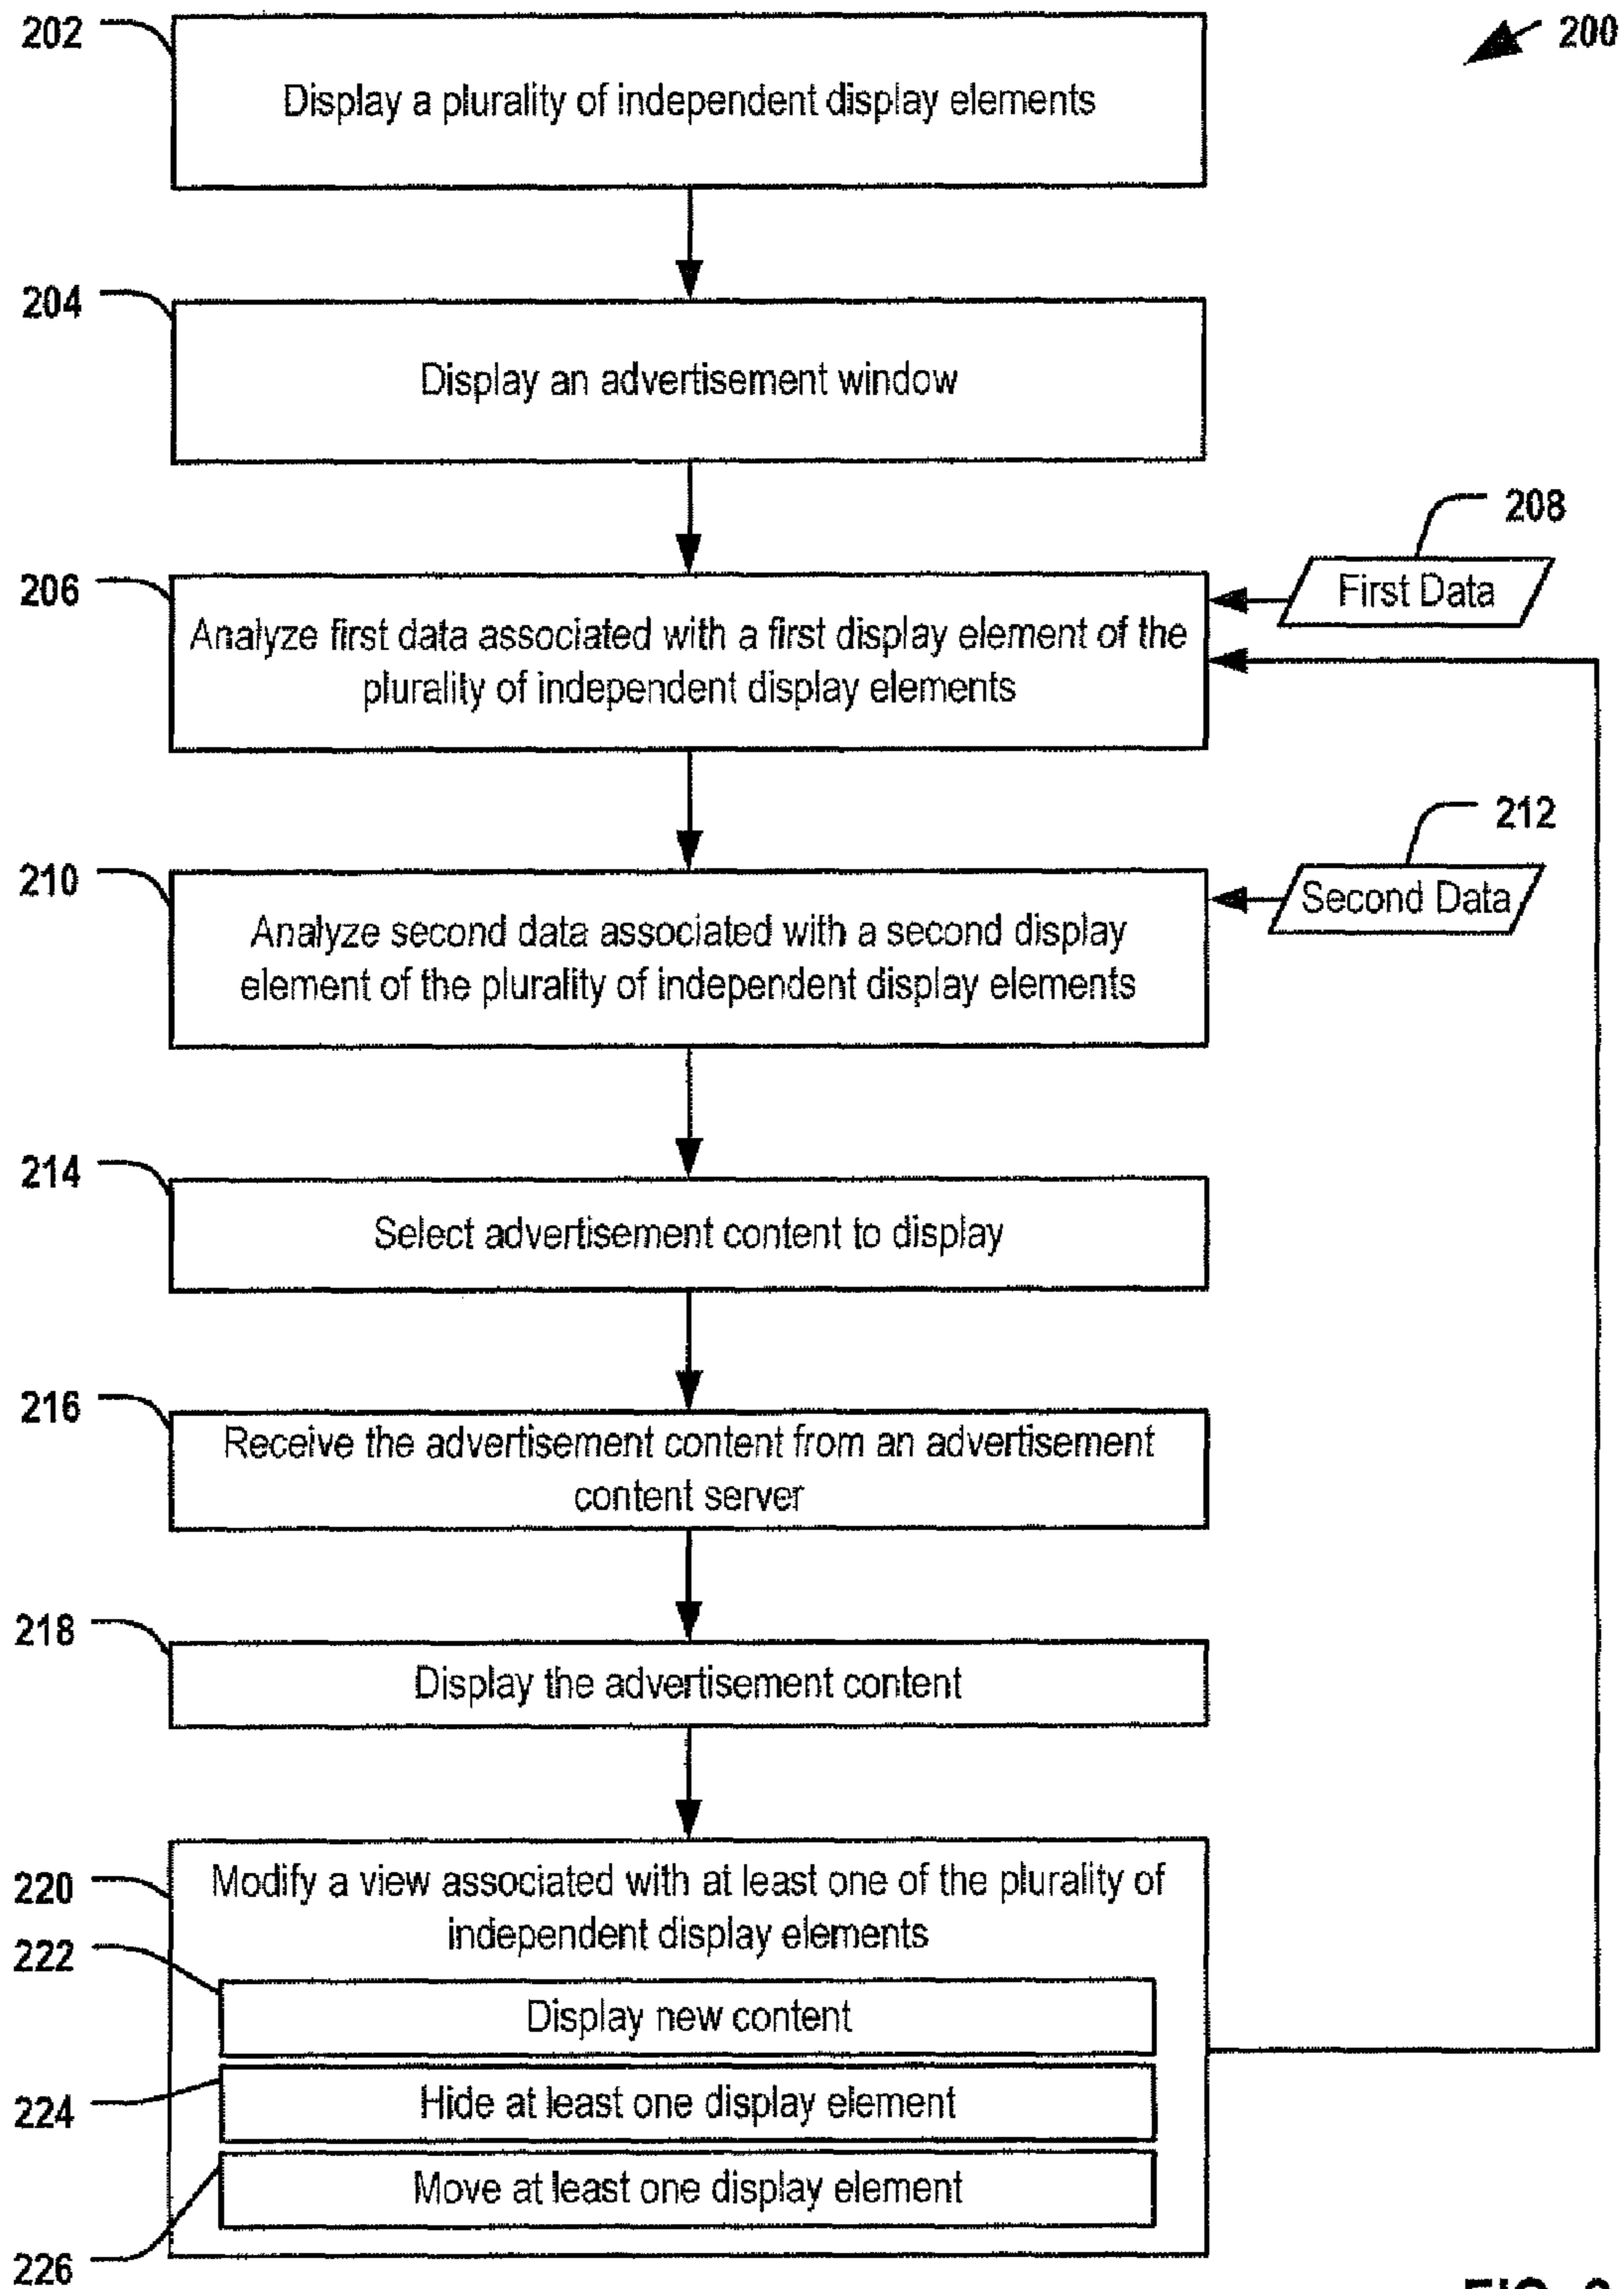 200
202
Display a plurality of independent display elements
204
Display an advertisement window
208
First Data
206
Analyze first data associated with a first display element of the
plurality of independent display elements
212
Second Data
210
Analyze second data associated with a second display
element of the plurality of independent display elements
214
Select advertisement content to display
216
Receive the advertisement content from an advertisement
content server
218
Display the advertisement content
220
Modify a view associated with at least one of the plurality of
independent display elements
222
Display new content
224
Hide at least one display element
226
Move at least one display element